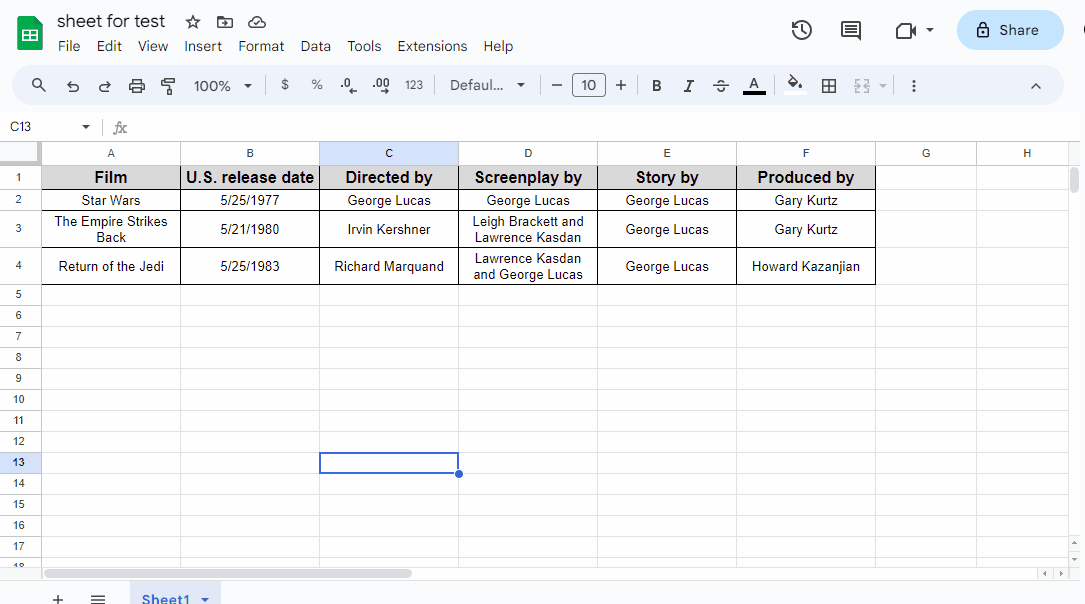 sheet for test
File Edit View Insert Format Data Tools Extensions Help
Share
100% $ % .0 .00 123 Defaul... 10 B I A
C13 fx
A B C D E F G H
1 Film U.S. release date Directed by Screenplay by Story by Produced by
2 Star Wars 5/25/1977 George Lucas George Lucas George Lucas Gary Kurtz
3 The Empire Strikes Back 5/21/1980 Irvin Kershner Leigh Brackett and Lawrence Kasdan George Lucas Gary Kurtz
4 Return of the Jedi 5/25/1983 Richard Marquand Lawrence Kasdan and George Lucas George Lucas Howard Kazanjian
5
6
7
8
9
10
11
12
13
14
15
16
17
18
Sheet1